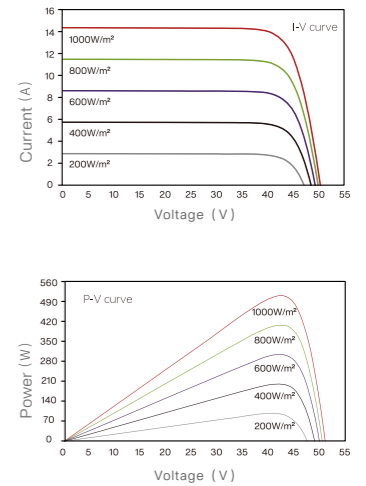 I-V curve
16
14
12
10
8
6
4
2
0
1000W/m²
800W/m²
600W/m²
400W/m²
200W/m²
0 5 10 15 20 25 30 35 40 45 50 55
Current (A)
Voltage (V)
P-V curve
560
490
420
350
280
210
140
70
0
1000W/m²
800W/m²
600W/m²
400W/m²
200W/m²
0 5 10 15 20 25 30 35 40 45 50 55
Power (W)
Voltage (V)